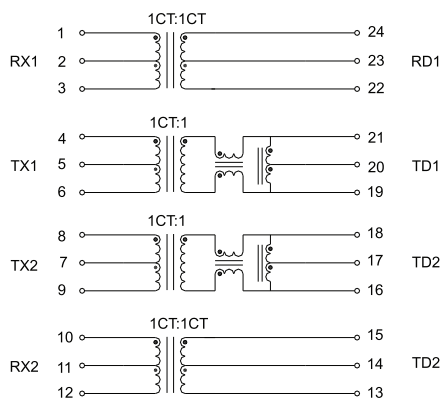 1CT:1CT
1 24
RX1 2 23 RD1
3 22
1CT:1
4 21
TX1 5 20 TD1
6 19
1CT:1
8 18
TX2 7 17 TD2
9 16
1CT:1CT
10 15
RX2 11 14 TD2
12 13